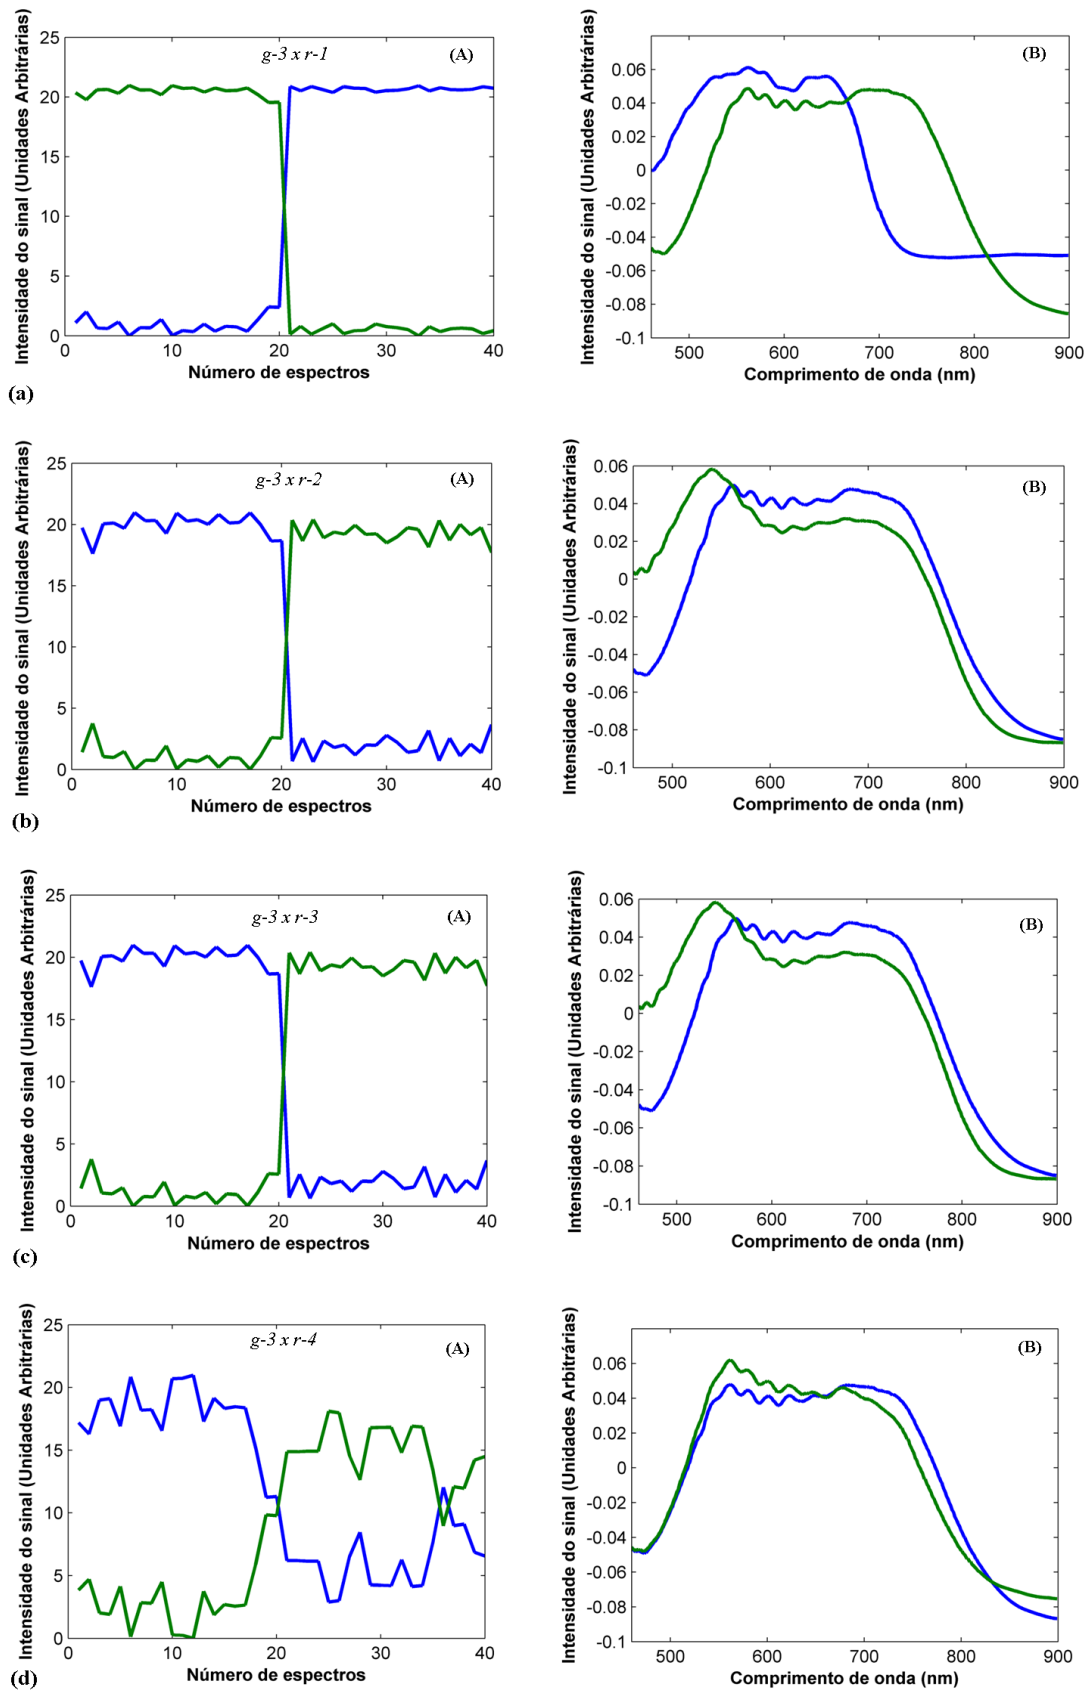 Intensidade do sinal (Unidades Arbitrárias)
25
20
15
10
5
0
g-3 x r-1
(A)
0 10 20 30 40
Número de espectros
(a)
Intensidade do sinal (Unidades Arbitrárias)
0.06
0.04
0.02
0
-0.02
-0.04
-0.06
-0.08
-0.1
(B)
500 600 700 800 900
Comprimento de onda (nm)
Intensidade do sinal (Unidades Arbitrárias)
25
20
15
10
5
0
g-3 x r-2
(A)
0 10 20 30 40
Número de espectros
(b)
Intensidade do sinal (Unidades Arbitrárias)
0.06
0.04
0.02
0
-0.02
-0.04
-0.06
-0.08
-0.1
(B)
500 600 700 800 900
Comprimento de onda (nm)
Intensidade do sinal (Unidades Arbitrárias)
25
20
15
10
5
0
g-3 x r-3
(A)
0 10 20 30 40
Número de espectros
(c)
Intensidade do sinal (Unidades Arbitrárias)
0.06
0.04
0.02
0
-0.02
-0.04
-0.06
-0.08
-0.1
(B)
500 600 700 800 900
Comprimento de onda (nm)
Intensidade do sinal (Unidades Arbitrárias)
25
20
15
10
5
0
g-3 x r-4
(A)
0 10 20 30 40
Número de espectros
(d)
Intensidade do sinal (Unidades Arbitrárias)
0.06
0.04
0.02
0
-0.02
-0.04
-0.06
-0.08
-0.1
(B)
500 600 700 800 900
Comprimento de onda (nm)